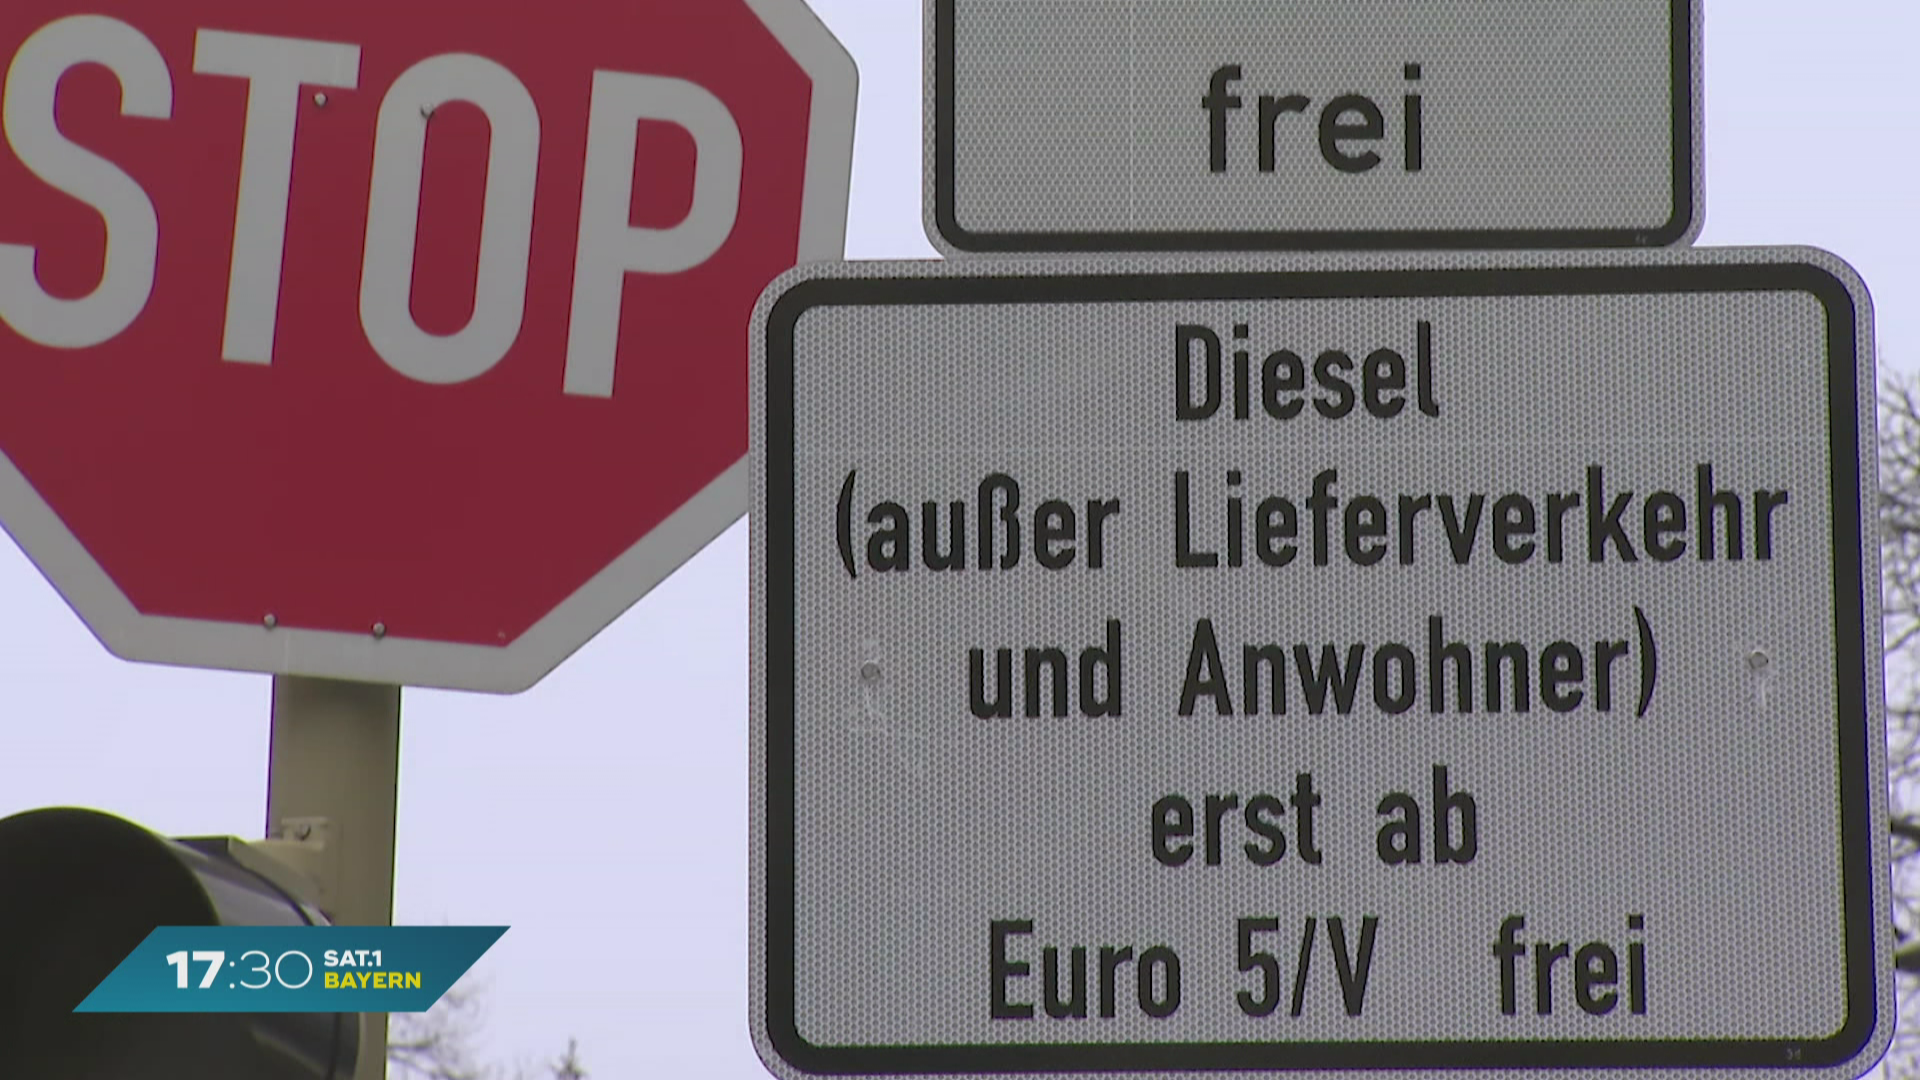 STOP
frei
Diesel
(außer Lieferverkehr
und Anwohner)
erst ab
Euro 5/V frei
17:30 SAT.1
BAYERN